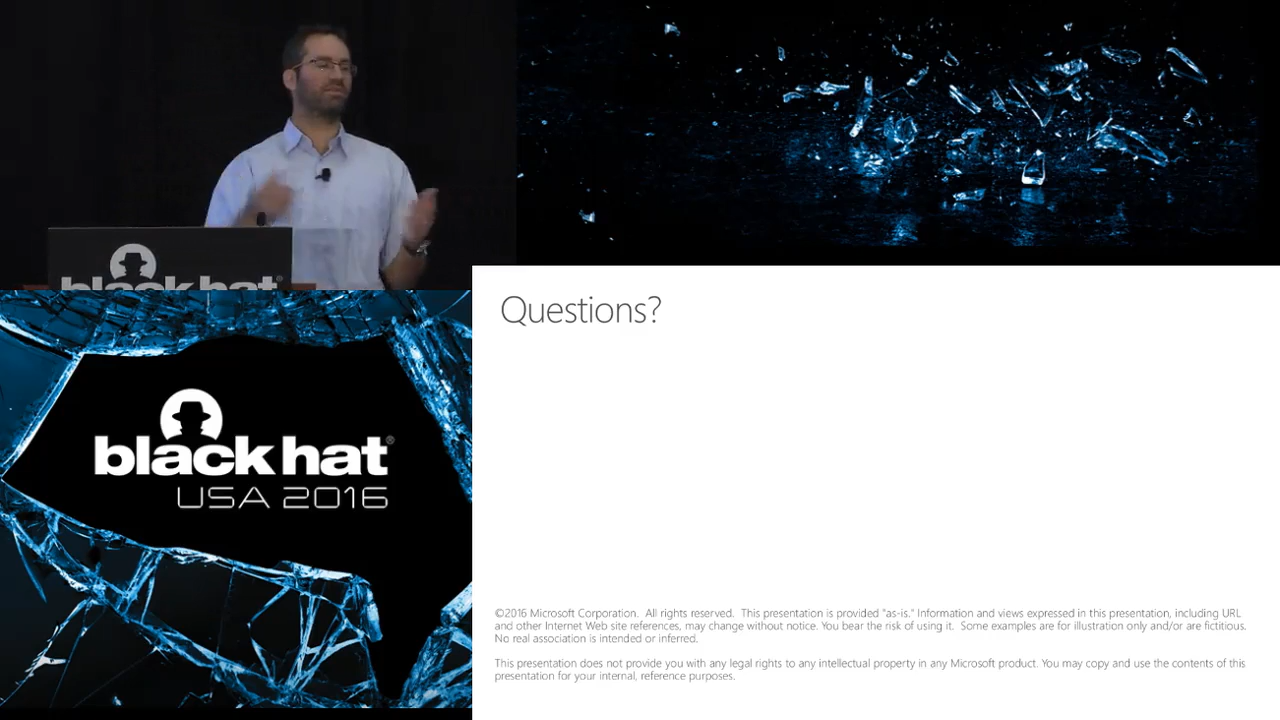 black hat
black hat®
USA 2016
Questions?
©2016 Microsoft Corporation. All rights reserved. This presentation is provided "as-is." Information and views expressed in this presentation, including URL
and other Internet Web site references, may change without notice. You bear the risk of using it. Some examples are for illustration only and/or are fictitious.
No real association is intended or inferred.
This presentation does not provide you with any legal rights to any intellectual property in any Microsoft product. You may copy and use the contents of this
presentation for your internal, reference purposes.